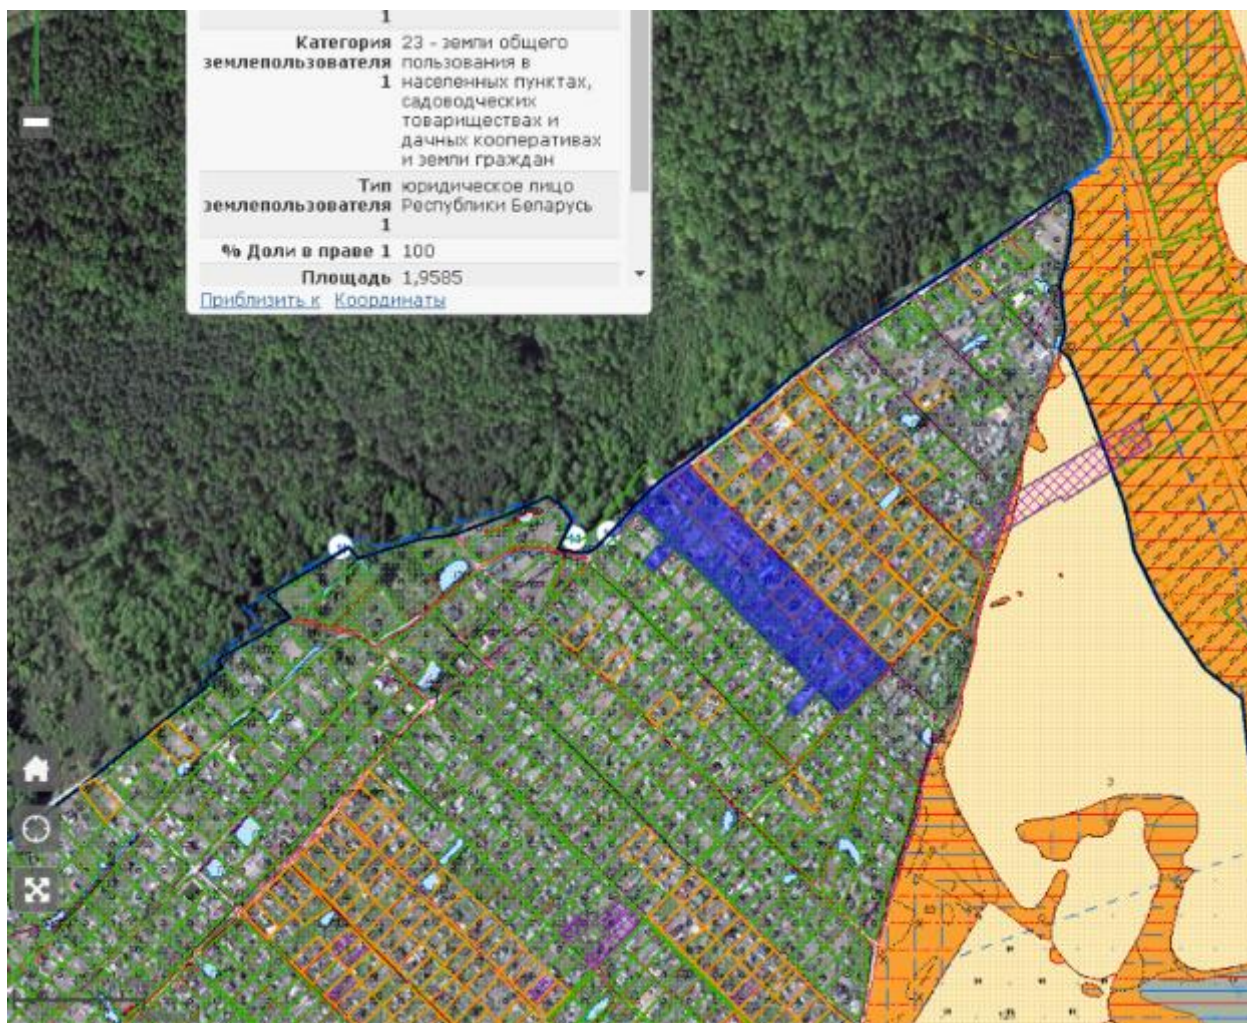 1
Категория 23 - земли общего
землепользователя пользования в
1 населенных пунктах,
садоводческих
товариществах и
дачных кооперативах
и земли граждан
Тип юридическое лицо
землепользователя Республики Беларусь
1
% Доли в праве 1 100
Площадь 1,9585
Приблизить к Координаты